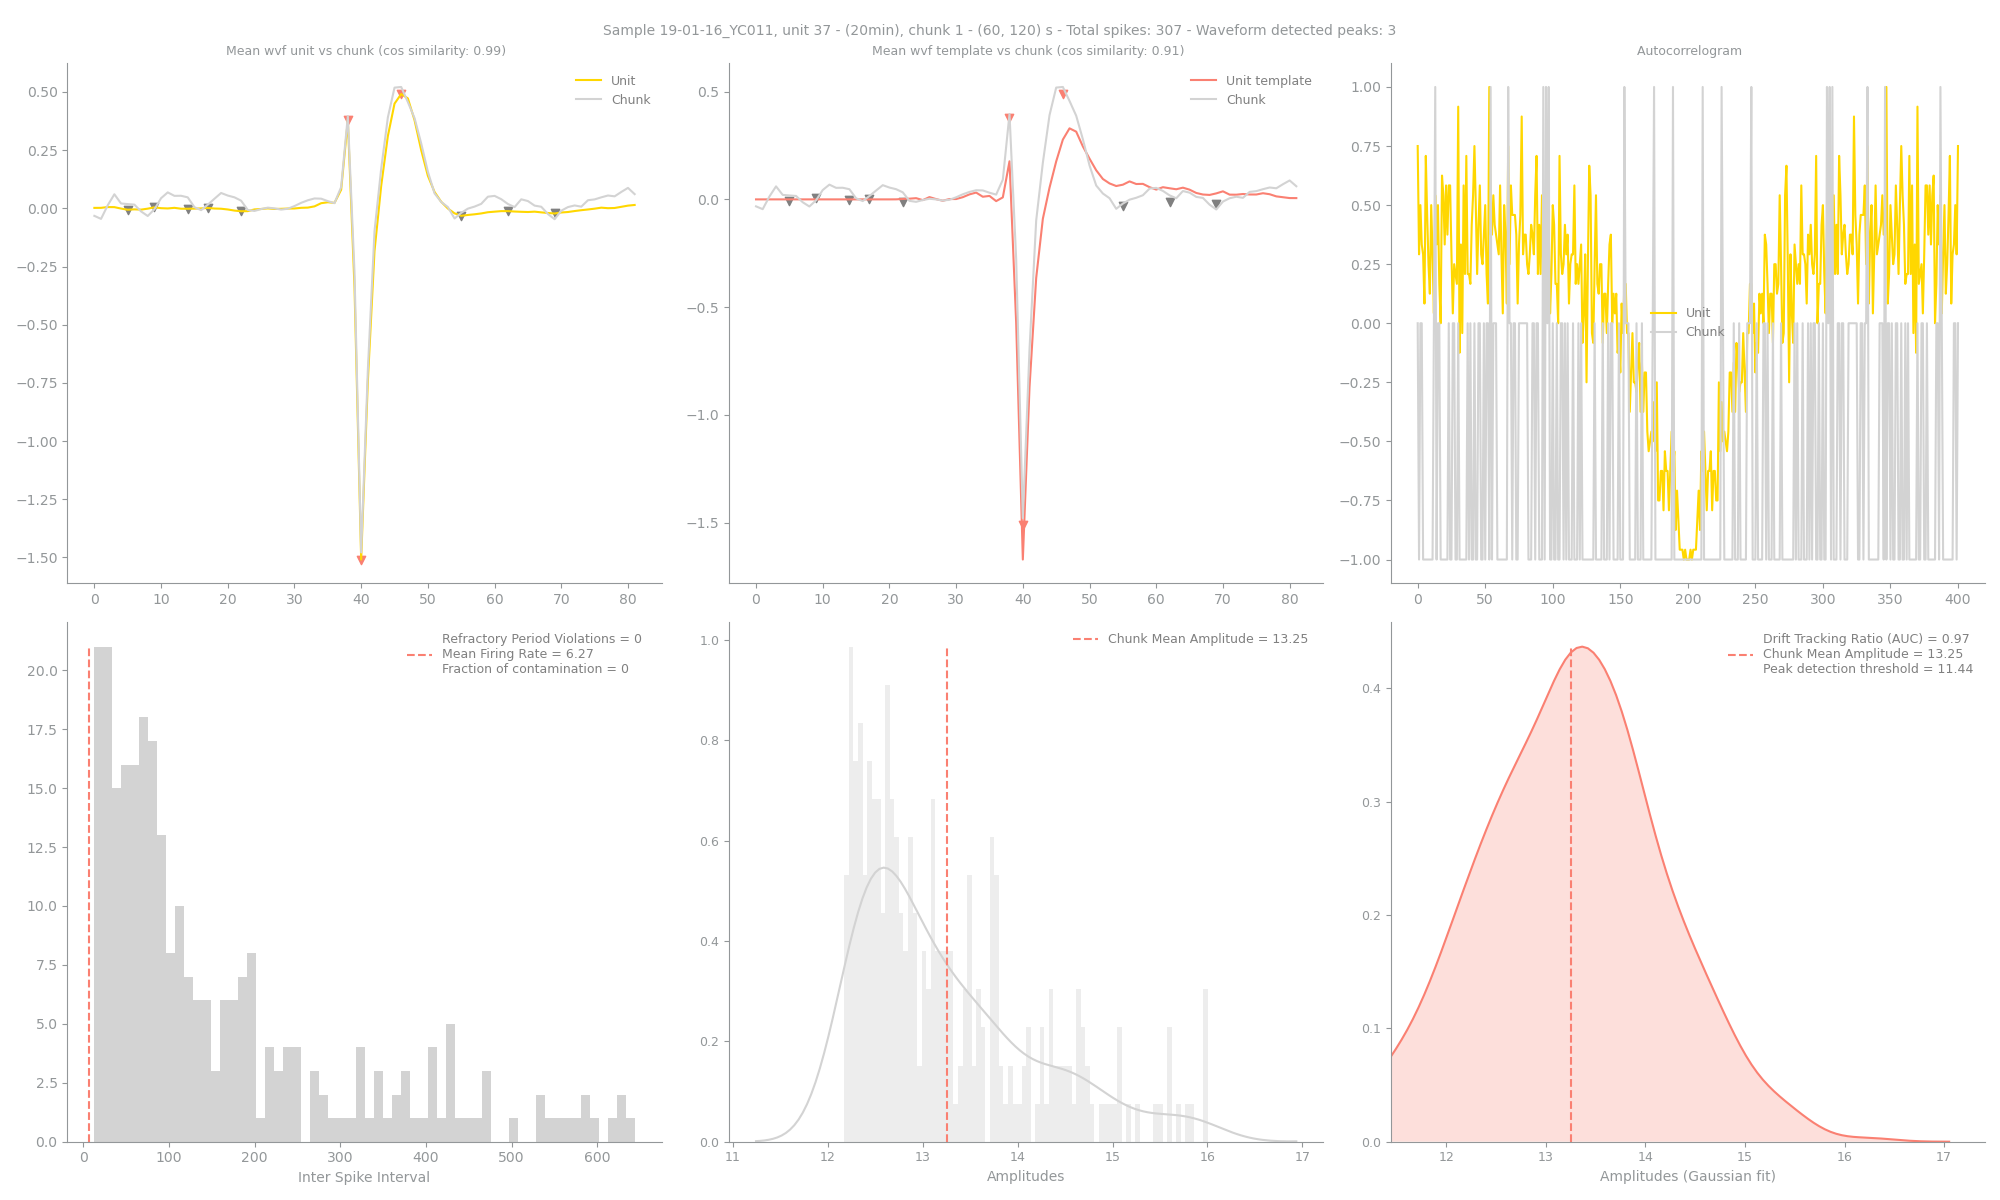 Sample 19-01-16_YC011, unit 37 - (20min), chunk 1 - (60, 120) s - Total spikes: 307 - Waveform detected peaks: 3
Mean wvf unit vs chunk (cos similarity: 0.99)
Unit
Chunk
0.50
0.25
0.00
−0.25
−0.50
−0.75
−1.00
−1.25
−1.50
0 10 20 30 40 50 60 70 80
Mean wvf template vs chunk (cos similarity: 0.91)
Unit template
Chunk
0.5
0.0
−0.5
−1.0
−1.5
0 10 20 30 40 50 60 70 80
Autocorrelogram
1.00
0.75
0.50
0.25
0.00
−0.25
−0.50
−0.75
−1.00
Unit
Chunk
0 50 100 150 200 250 300 350 400
Refractory Period Violations = 0
Mean Firing Rate = 6.27
Fraction of contamination = 0
20.0
17.5
15.0
12.5
10.0
7.5
5.0
2.5
0.0
0 100 200 300 400 500 600
Inter Spike Interval
Chunk Mean Amplitude = 13.25
1.0
0.8
0.6
0.4
0.2
0.0
11 12 13 14 15 16 17
Amplitudes
Drift Tracking Ratio (AUC) = 0.97
Chunk Mean Amplitude = 13.25
Peak detection threshold = 11.44
0.4
0.3
0.2
0.1
0.0
12 13 14 15 16 17
Amplitudes (Gaussian fit)